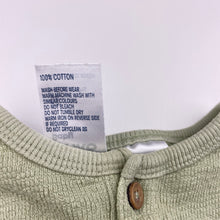 100% COTTON
WASH BEFORE WEAR
WARM MACHINE WASH WITH
SIMILAR COLOURS
DO NOT BLEACH
DO NOT TUMBLE DRY
WARM IRON ON REVERSE SIDE
IF REQUIRED
DO NOT DRYCLEAN